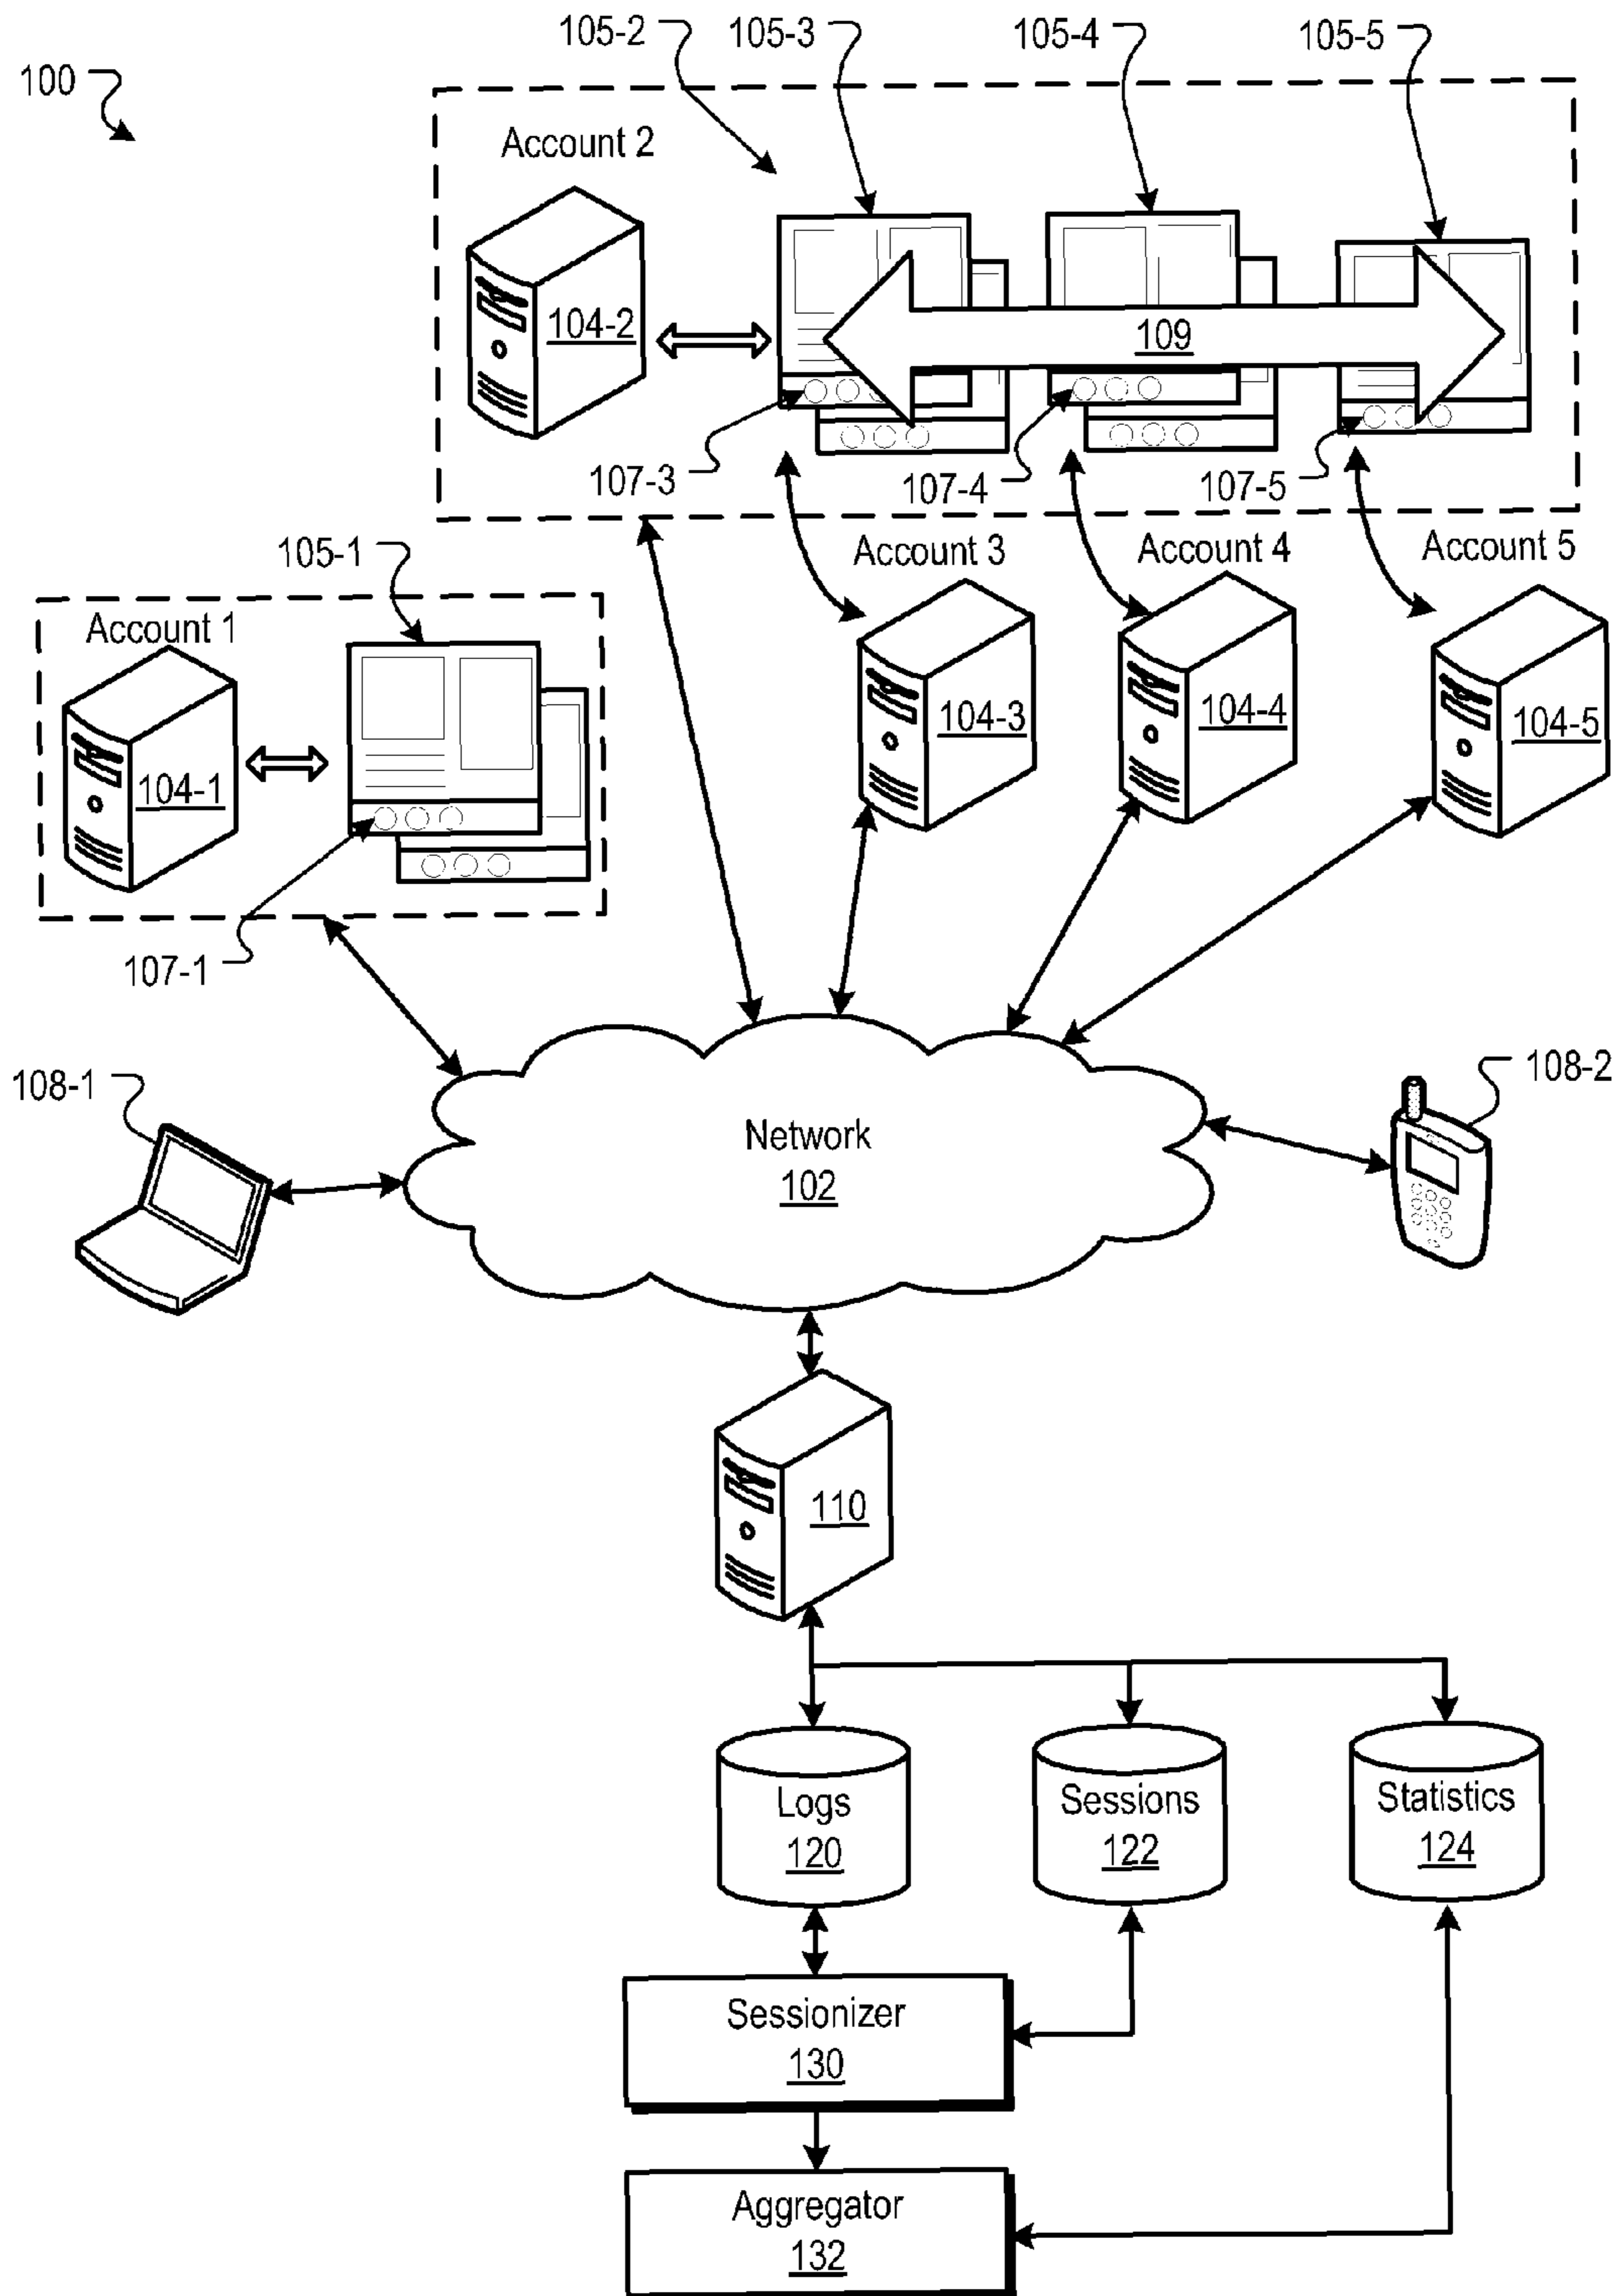 105-2
105-3
105-4
105-5
100
Account 2
104-2
109
107-3
107-4
107-5
105-1
Account 3
Account 4
Account 5
Account 1
104-3
104-4
104-5
104-1
107-1
108-1
108-2
Network
102
110
Logs
120
Sessions
122
Statistics
124
Sessionizer
130
Aggregator
132